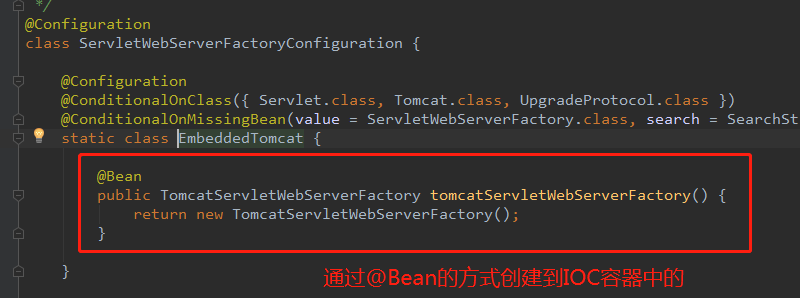 */
@Configuration
class ServletWebServerFactoryConfiguration {
@Configuration
@ConditionalOnClass({ Servlet.class, Tomcat.class, UpgradeProtocol.class })
@ConditionalOnMissingBean(value = ServletWebServerFactory.class, search = SearchSt
static class EmbeddedTomcat {
@Bean
public TomcatServletWebServerFactory tomcatServletWebServerFactory() {
return new TomcatServletWebServerFactory();
}
}
通过@Bean的方式创建到IOC容器中的